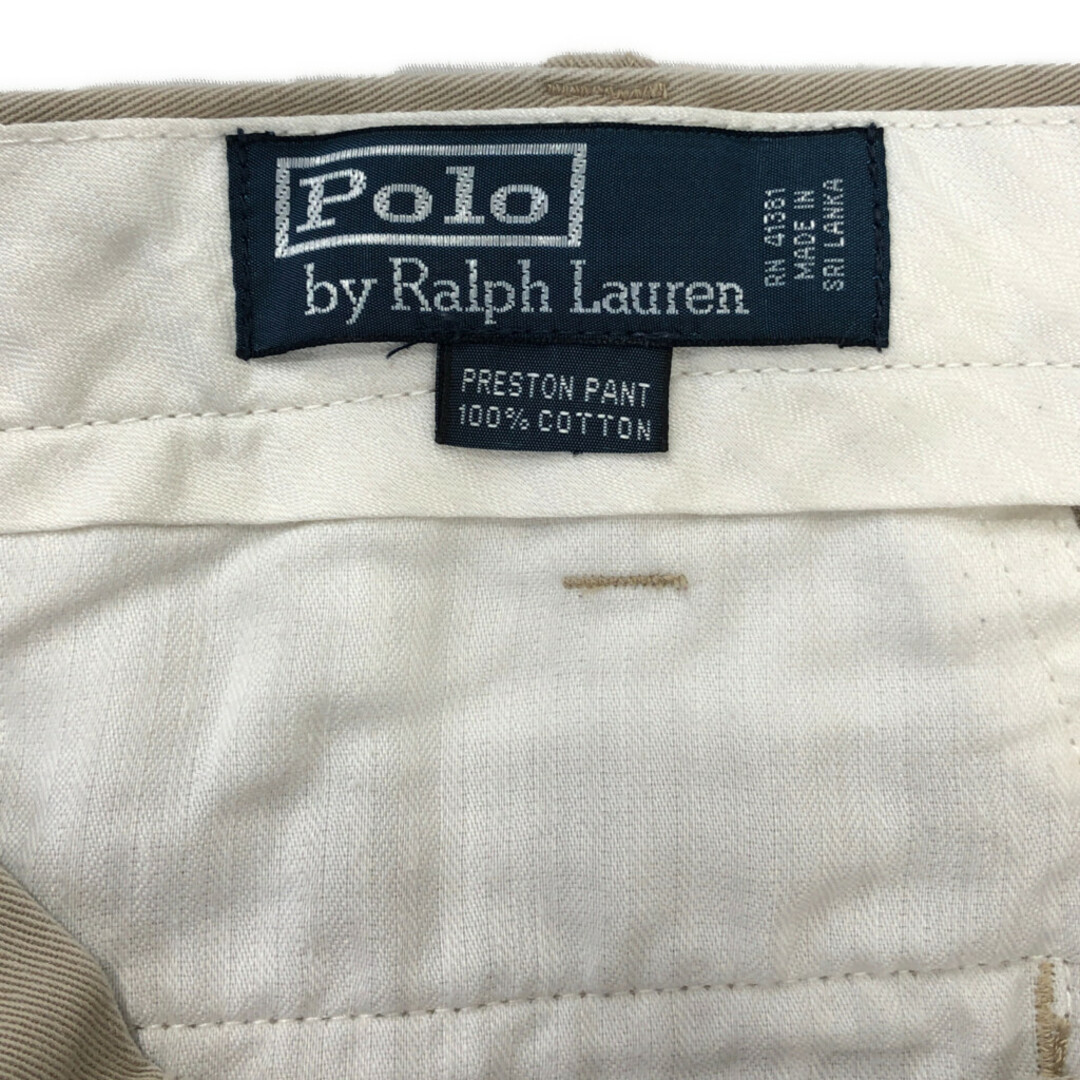 Polo
by Ralph Lauren
RN 41381
MADE IN
SRI LANKA
PRESTON PANT
100% COTTON